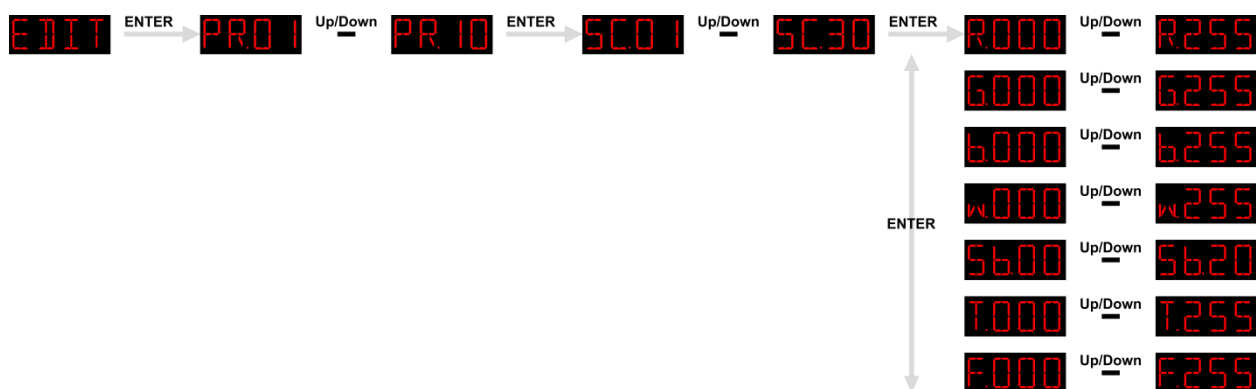 EDIT ENTER PR.01 Up/Down PR.10 ENTER SC.01 Up/Down SC.30 ENTER R.000 Up/Down R.255
G.000 Up/Down G.255
b.000 Up/Down b.255
W.000 Up/Down W.255
ENTER
Sb.00 Up/Down Sb.20
T.000 Up/Down T.255
F.000 Up/Down F.255